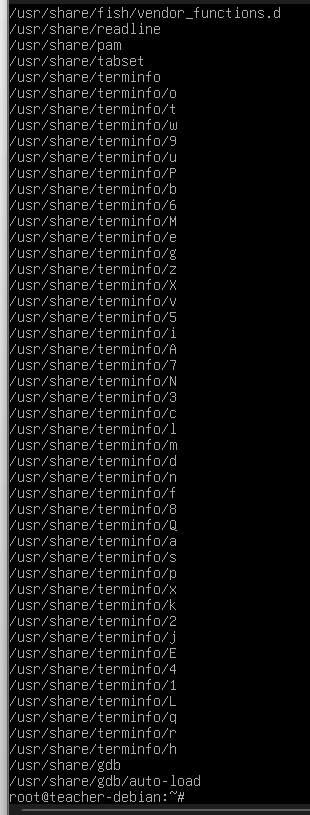 /usr/share/fish/vendor_functions.d
/usr/share/readline
/usr/share/pam
/usr/share/tabset
/usr/share/terminfo
/usr/share/terminfo/o
/usr/share/terminfo/t
/usr/share/terminfo/w
/usr/share/terminfo/9
/usr/share/terminfo/u
/usr/share/terminfo/P
/usr/share/terminfo/b
/usr/share/terminfo/6
/usr/share/terminfo/M
/usr/share/terminfo/e
/usr/share/terminfo/g
/usr/share/terminfo/z
/usr/share/terminfo/X
/usr/share/terminfo/v
/usr/share/terminfo/5
/usr/share/terminfo/i
/usr/share/terminfo/A
/usr/share/terminfo/7
/usr/share/terminfo/N
/usr/share/terminfo/3
/usr/share/terminfo/c
/usr/share/terminfo/l
/usr/share/terminfo/m
/usr/share/terminfo/d
/usr/share/terminfo/n
/usr/share/terminfo/f
/usr/share/terminfo/8
/usr/share/terminfo/Q
/usr/share/terminfo/a
/usr/share/terminfo/s
/usr/share/terminfo/p
/usr/share/terminfo/x
/usr/share/terminfo/k
/usr/share/terminfo/2
/usr/share/terminfo/j
/usr/share/terminfo/E
/usr/share/terminfo/4
/usr/share/terminfo/1
/usr/share/terminfo/L
/usr/share/terminfo/q
/usr/share/terminfo/r
/usr/share/terminfo/h
/usr/share/gdb
/usr/share/gdb/auto-load
root@teacher-debian:~#